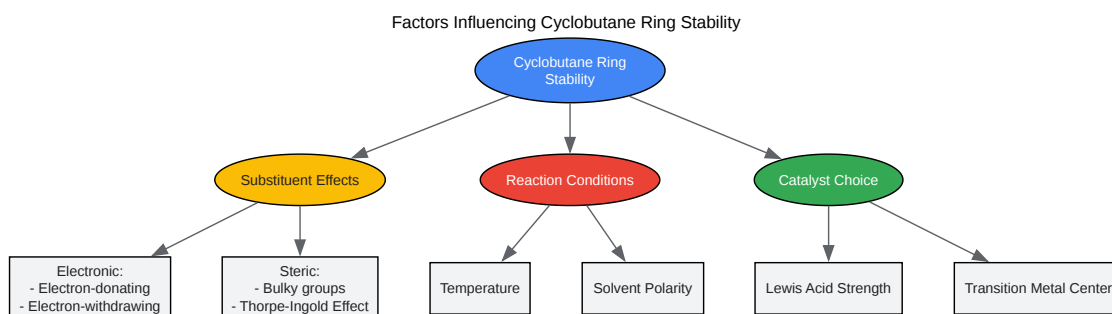 Factors Influencing Cyclobutane Ring Stability
Cyclobutane Ring
Stability
Substituent Effects
Reaction Conditions
Catalyst Choice
Electronic:
- Electron-donating
- Electron-withdrawing
Steric:
- Bulky groups
- Thorpe-Ingold Effect
Temperature
Solvent Polarity
Lewis Acid Strength
Transition Metal Center